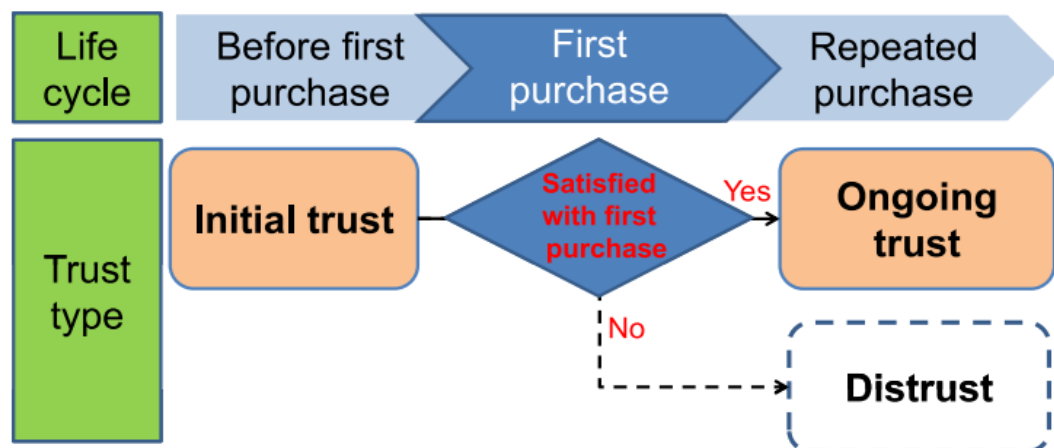 Life
cycle
Before first
purchase
First
purchase
Repeated
purchase
Trust
type
Initial trust
Satisfied
with first
purchase
Yes
Ongoing
trust
No
Distrust